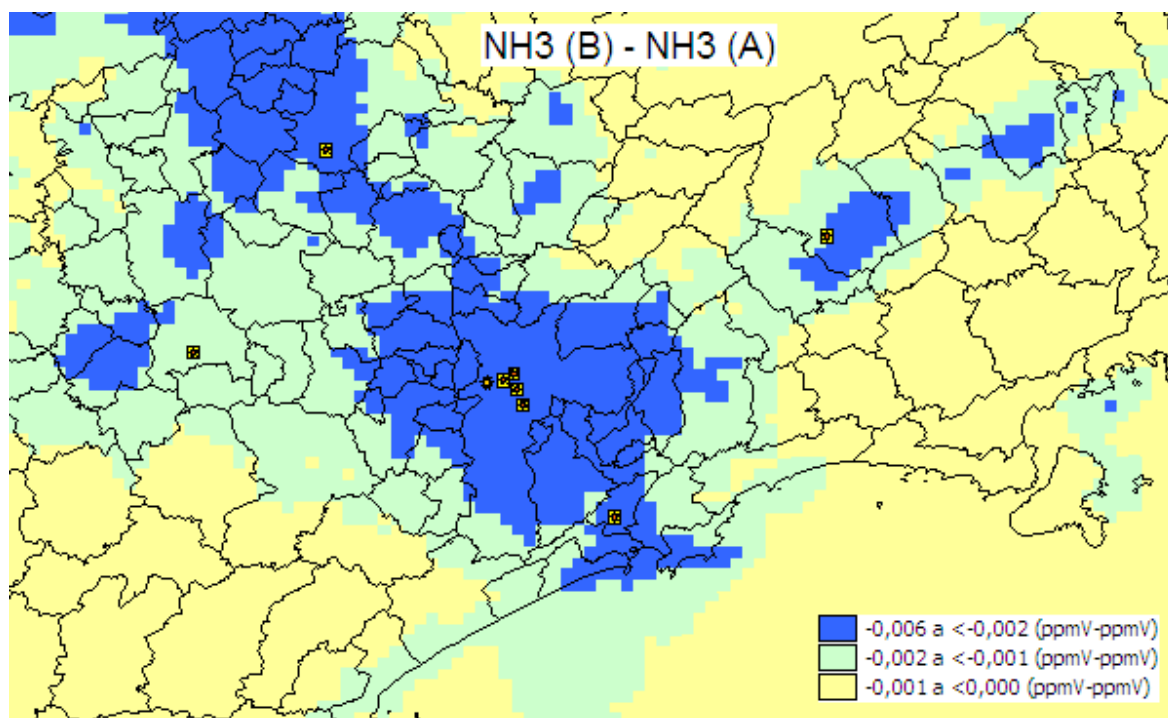 NH3 (B) - NH3 (A)
-0,006 a <-0,002 (ppmV-ppmV)
-0,002 a <-0,001 (ppmV-ppmV)
-0,001 a <0,000 (ppmV-ppmV)